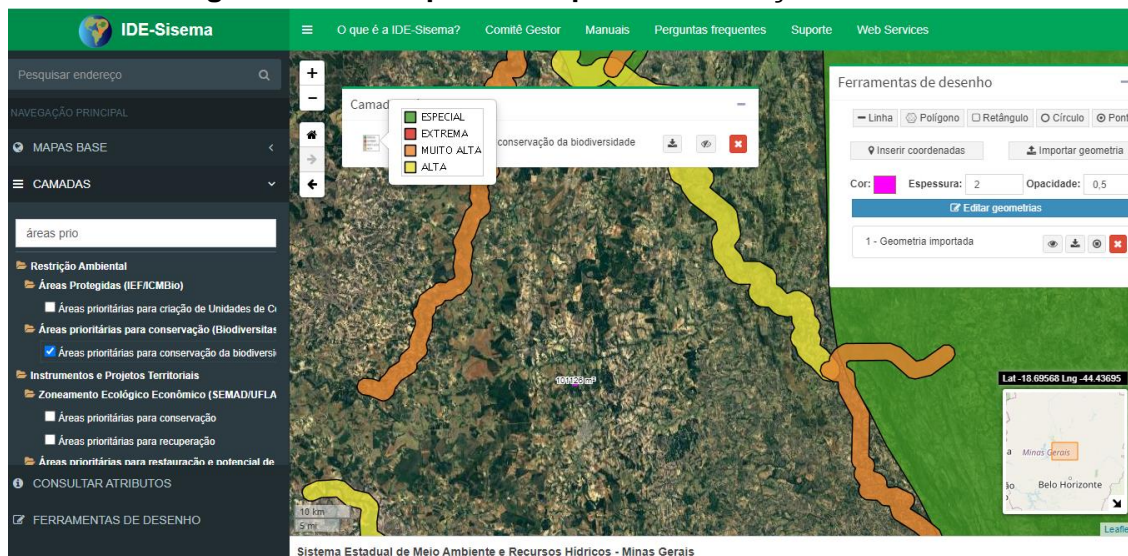 IDE-Sisema
O que é a IDE-Sisema?
Comitê Gestor
Manuais
Perguntas frequentes
Suporte
Web Services
Pesquisar endereço
NAVEGAÇÃO PRINCIPAL
MAPAS BASE
CAMADAS
áreas prio
Restrição Ambiental
Áreas Protegidas (IEF/ICMBio)
Áreas prioritárias para criação de Unidades de
Áreas prioritárias para conservação (Biodiversitas
Áreas prioritárias para conservação da biodiversi
Instrumentos e Projetos Territoriais
Zoneamento Ecológico Econômico (SEMAD/UFLA
Áreas prioritárias para conservação
Áreas prioritárias para recuperação
Áreas prioritárias para restauração e potencial de
CONSULTAR ATRIBUTOS
FERRAMENTAS DE DESENHO
+
−
Camad
ESPECIAL
EXTREMA
MUITO ALTA
ALTA
conservação da biodiversidade
Ferramentas de desenho
Linha
Polígono
Retângulo
Círculo
Pont
Inserir coordenadas
Importar geometria
Cor:
Espessura: 2
Opacidade: 0,5
Editar geometrias
1 - Geometria importada
Lat -18.69568 Lng -44.43695
Minas Gerais
Belo Horizonte
10 km
5 mi
Leafle
Sistema Estadual de Meio Ambiente e Recursos Hídricos - Minas Gerais